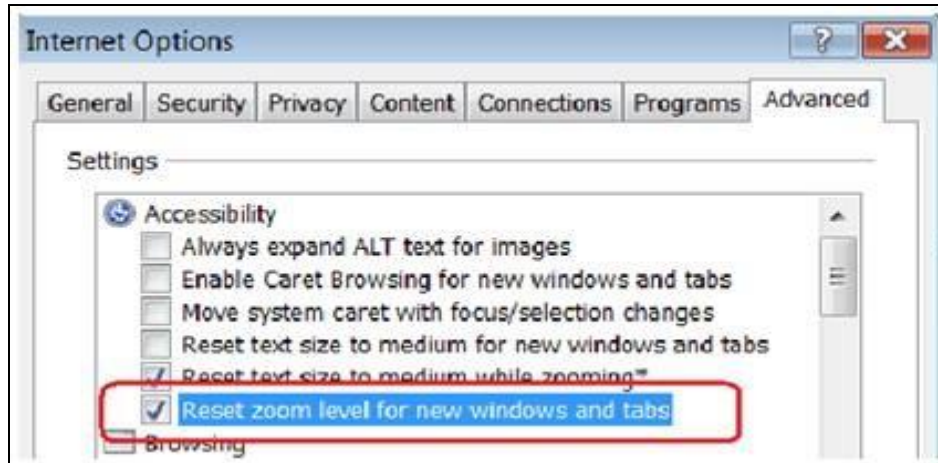 Internet Options
General Security Privacy Content Connections Programs Advanced
Settings
Accessibility
Always expand ALT text for images
Enable Caret Browsing for new windows and tabs
Move system caret with focus/selection changes
Reset text size to medium for new windows and tabs
Reset text size to medium while zooming*
Reset zoom level for new windows and tabs
Browsing